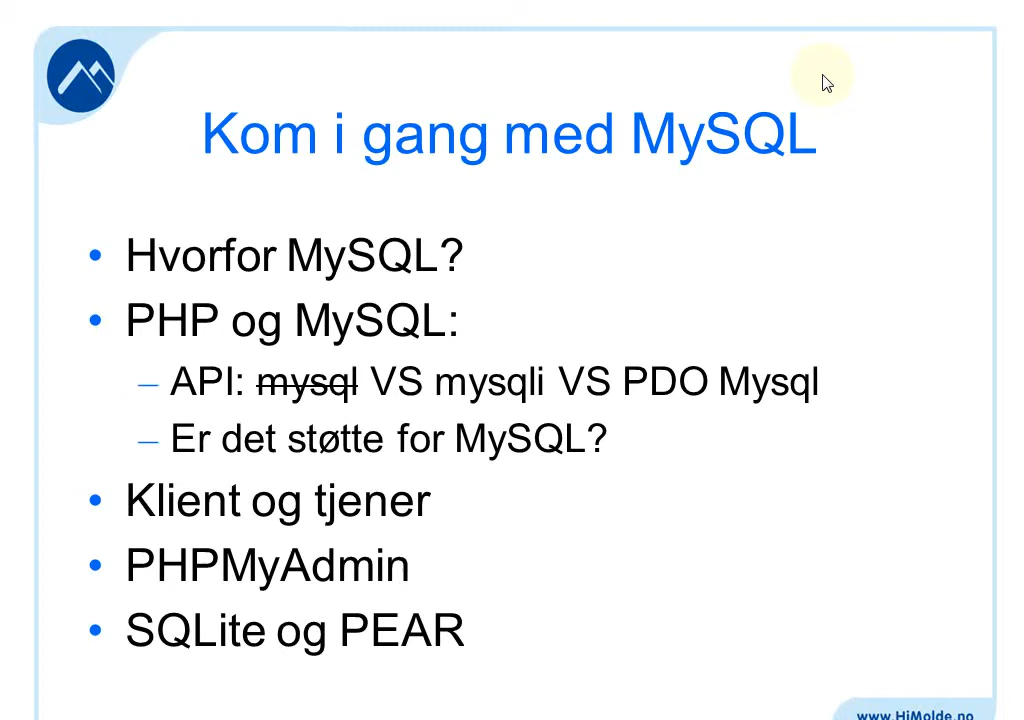 Kom i gang med MySQL
• Hvorfor MySQL?
• PHP og MySQL:
– API: mysql VS mysqli VS PDO Mysql
– Er det støtte for MySQL?
• Klient og tjener
• PHPMyAdmin
• SQLite og PEAR
www.HiMolde.no